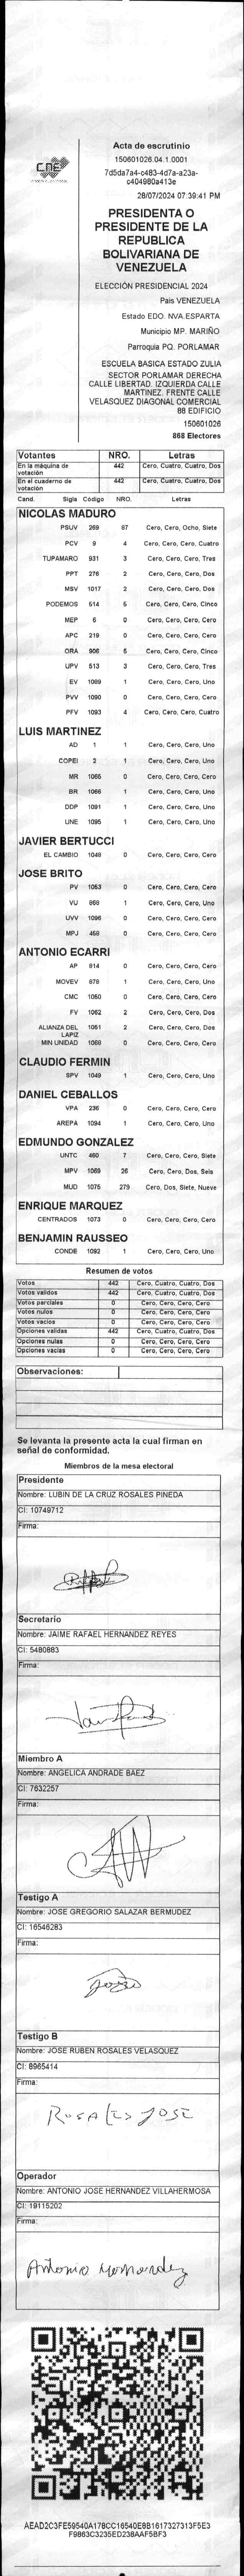 CNE
Acta de escrutinio
150601026.04.1.0001
7d5da7a4-c483-4d7a-a23a-
c404980a413e
28/07/2024 07:39:41 PM
PRESIDENTA O
PRESIDENTE DE LA
REPUBLICA
BOLIVARIANA DE
VENEZUELA
ELECCIÓN PRESIDENCIAL 2024
Pais VENEZUELA
Estado EDO. NVA.ESPARTA
Municipio MP. MARIÑO
Parroquia PQ. PORLAMAR
ESCUELA BASICA ESTADO ZULIA
SECTOR PORLAMAR DERECHA
CALLE LIBERTAD. IZQUIERDA CALLE
MARTINEZ. FRENTE CALLE
VELASQUEZ DIAGONAL COMERCIAL
88 EDIFICIO
150601026
868 Electores
Votantes NRO. Letras
En la máquina de votación 442 Cero, Cuatro, Cuatro, Dos
En el cuaderno de votación 442 Cero, Cuatro, Cuatro, Dos
Cand. Sigla Código NRO. Letras
NICOLAS MADURO
PSUV 269 87 Cero, Cero, Ocho, Siete
PCV 9 4 Cero, Cero, Cero, Cuatro
TUPAMARO 931 3 Cero, Cero, Cero, Tres
PPT 276 2 Cero, Cero, Cero, Dos
MSV 1017 2 Cero, Cero, Cero, Dos
PODEMOS 514 5 Cero, Cero, Cero, Cinco
MEP 6 0 Cero, Cero, Cero, Cero
APC 219 0 Cero, Cero, Cero, Cero
ORA 906 5 Cero, Cero, Cero, Cinco
UPV 513 3 Cero, Cero, Cero, Tres
EV 1089 1 Cero, Cero, Cero, Uno
PVV 1090 0 Cero, Cero, Cero, Cero
PFV 1093 4 Cero, Cero, Cero, Cuatro
LUIS MARTINEZ
AD 1 1 Cero, Cero, Cero, Uno
COPEI 2 1 Cero, Cero, Cero, Uno
MR 1065 0 Cero, Cero, Cero, Cero
BR 1066 1 Cero, Cero, Cero, Uno
DDP 1091 1 Cero, Cero, Cero, Uno
UNE 1095 1 Cero, Cero, Cero, Uno
JAVIER BERTUCCI
EL CAMBIO 1048 0 Cero, Cero, Cero, Cero
JOSE BRITO
PV 1053 0 Cero, Cero, Cero, Cero
VU 868 1 Cero, Cero, Cero, Uno
UVV 1096 0 Cero, Cero, Cero, Cero
MPJ 458 0 Cero, Cero, Cero, Cero
ANTONIO ECARRI
AP 814 0 Cero, Cero, Cero, Cero
MOVEV 878 1 Cero, Cero, Cero, Uno
CMC 1050 0 Cero, Cero, Cero, Cero
FV 1052 2 Cero, Cero, Cero, Dos
ALIANZA DEL LAPIZ 1051 2 Cero, Cero, Cero, Dos
MIN UNIDAD 1068 0 Cero, Cero, Cero, Cero
CLAUDIO FERMIN
SPV 1049 1 Cero, Cero, Cero, Uno
DANIEL CEBALLOS
VPA 236 0 Cero, Cero, Cero, Cero
AREPA 1094 1 Cero, Cero, Cero, Uno
EDMUNDO GONZALEZ
UNTC 460 7 Cero, Cero, Cero, Siete
MPV 1069 26 Cero, Cero, Dos, Seis
MUD 1075 279 Cero, Dos, Siete, Nueve
ENRIQUE MARQUEZ
CENTRADOS 1073 0 Cero, Cero, Cero, Cero
BENJAMIN RAUSSEO
CONDE 1092 1 Cero, Cero, Cero, Uno
Resumen de votos
Votos 442 Cero, Cuatro, Cuatro, Dos
Votos validos 442 Cero, Cuatro, Cuatro, Dos
Votos parciales 0 Cero, Cero, Cero, Cero
Votos nulos 0 Cero, Cero, Cero, Cero
Votos vacios 0 Cero, Cero, Cero, Cero
Opciones validas 442 Cero, Cuatro, Cuatro, Dos
Opciones nulas 0 Cero, Cero, Cero, Cero
Opciones vacias 0 Cero, Cero, Cero, Cero
Observaciones:
Se levanta la presente acta la cual firman en
señal de conformidad.
Miembros de la mesa electoral
Presidente
Nombre: LUBIN DE LA CRUZ ROSALES PINEDA
CI: 10749712
Firma:
Secretario
Nombre: JAIME RAFAEL HERNANDEZ REYES
CI: 5480883
Firma:
Miembro A
Nombre: ANGELICA ANDRADE BAEZ
CI: 7632257
Firma:
Testigo A
Nombre: JOSE GREGORIO SALAZAR BERMUDEZ
CI: 16546283
Firma:
Testigo B
Nombre: JOSE RUBEN ROSALES VELASQUEZ
CI: 8965414
Firma:
ROSALES JOSE
Operador
Nombre: ANTONIO JOSE HERNANDEZ VILLAHERMOSA
CI: 19115202
Firma:
Antonio Hernandez
AEAD2C3FE59540A178CC16540E8B1617327313F5E3
F9863C3235ED238AAF5BF3